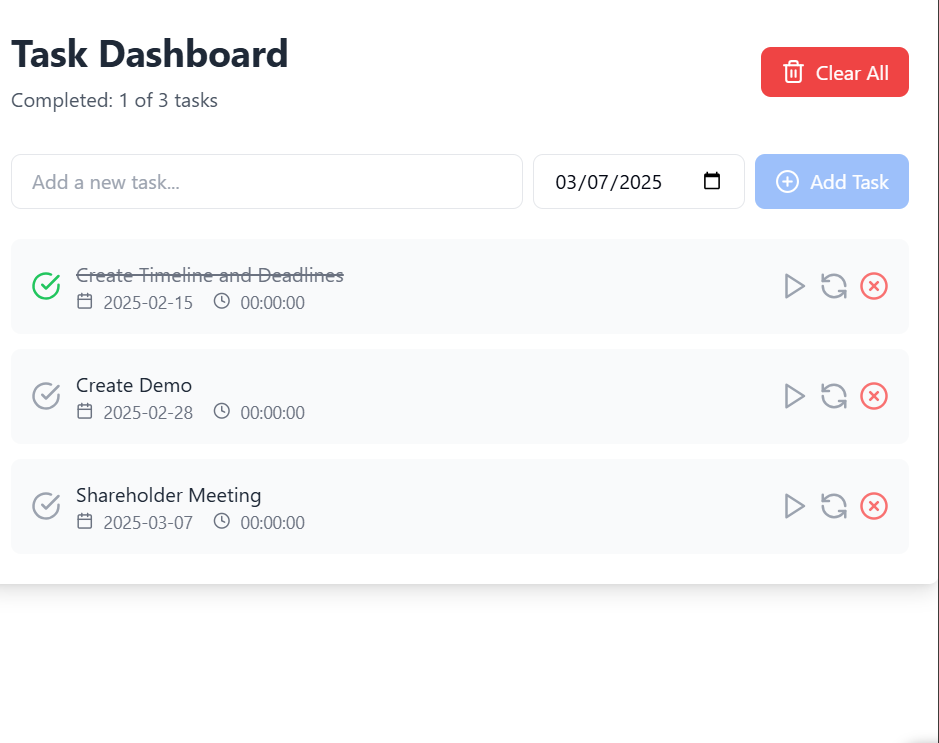 Task Dashboard
Clear All
Completed: 1 of 3 tasks
Add a new task...
03/07/2025
Add Task
Create Timeline and Deadlines
2025-02-15 00:00:00
Create Demo
2025-02-28 00:00:00
Shareholder Meeting
2025-03-07 00:00:00